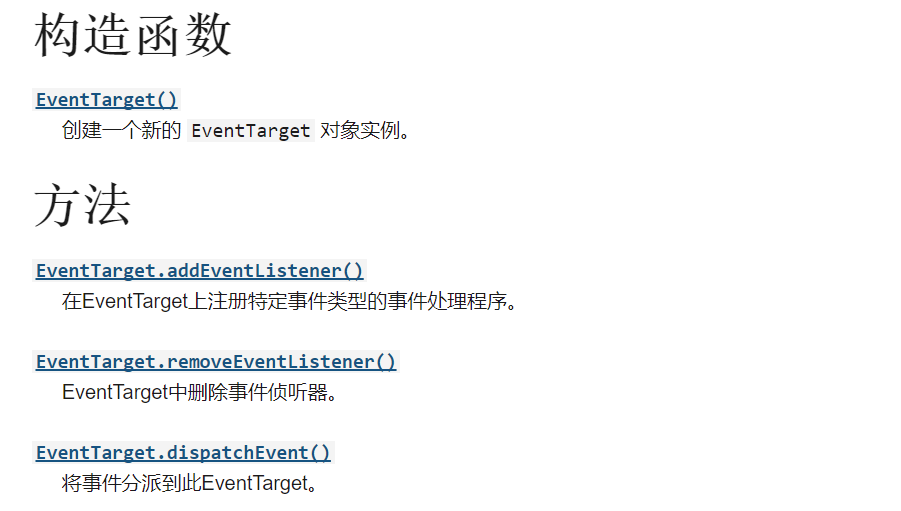 构造函数
EventTarget()
创建一个新的 EventTarget 对象实例。
方法
EventTarget.addEventListener()
在EventTarget上注册特定事件类型的事件处理程序。
EventTarget.removeEventListener()
EventTarget中删除事件侦听器。
EventTarget.dispatchEvent()
将事件分派到此EventTarget。